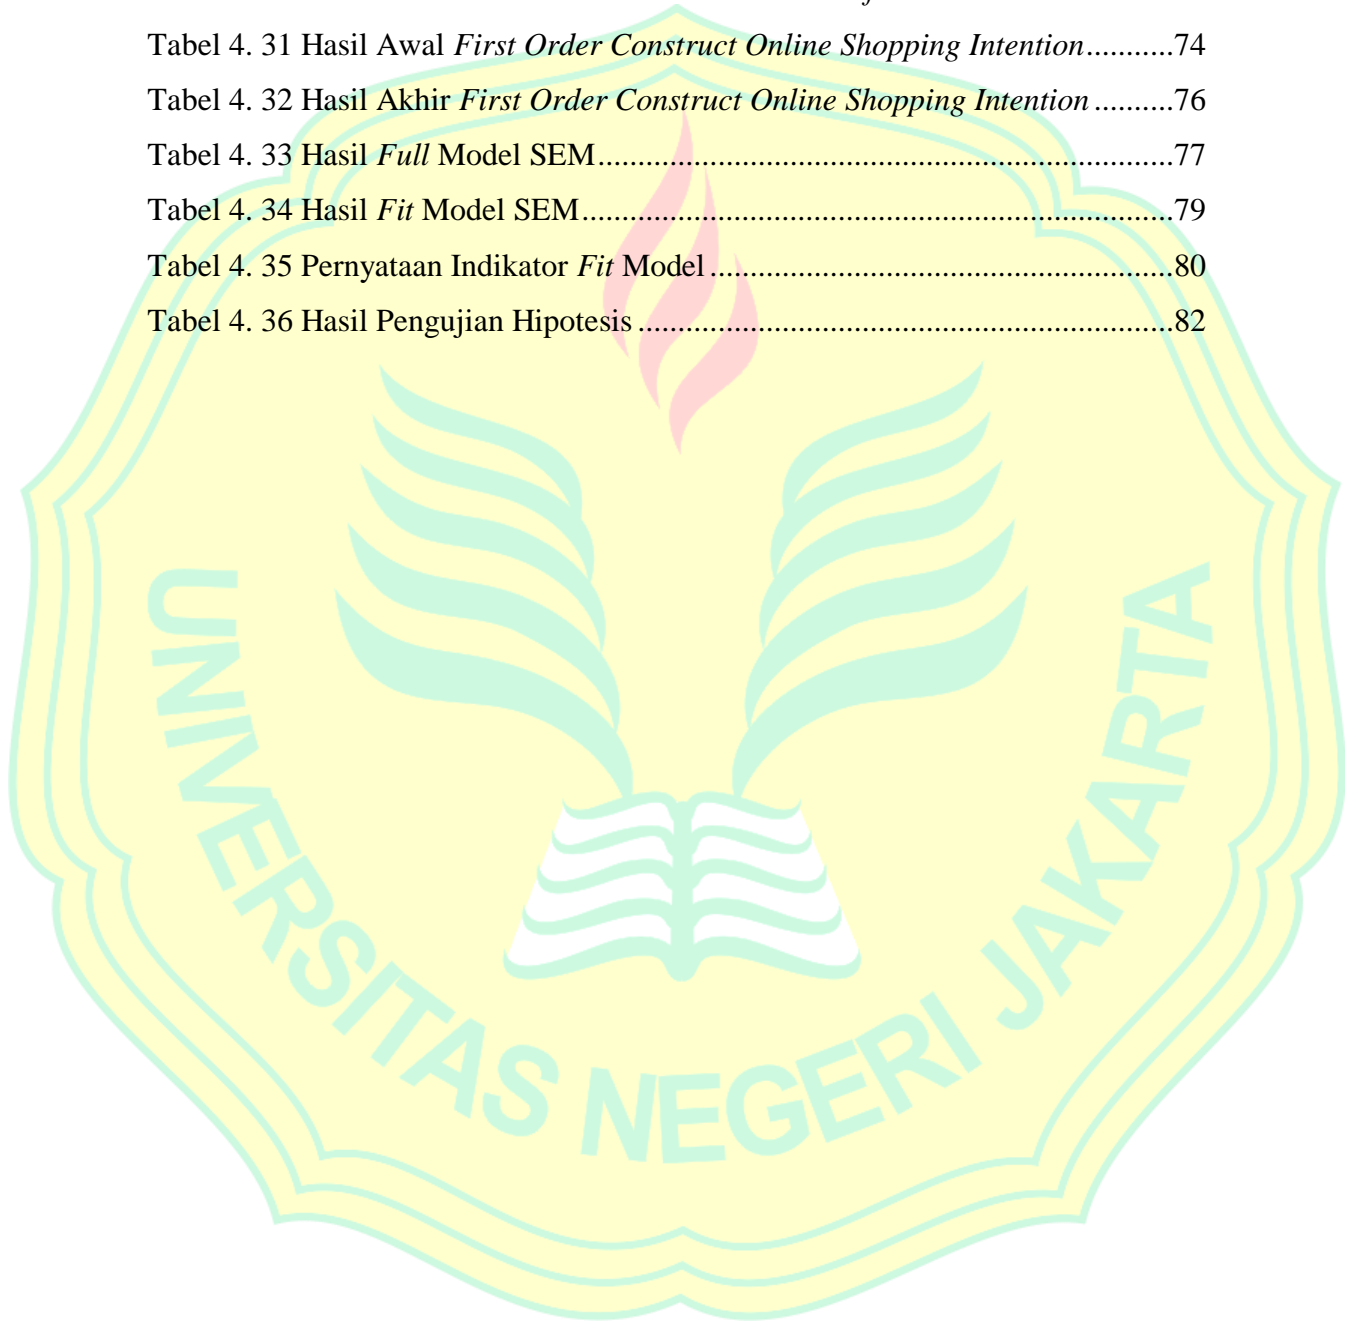 Tabel 4. 31 Hasil Awal First Order Construct Online Shopping Intention...........74
Tabel 4. 32 Hasil Akhir First Order Construct Online Shopping Intention ..........76
Tabel 4. 33 Hasil Full Model SEM.........................................................................77
Tabel 4. 34 Hasil Fit Model SEM...........................................................................79
Tabel 4. 35 Pernyataan Indikator Fit Model ..........................................................80
Tabel 4. 36 Hasil Pengujian Hipotesis ...................................................................82
UNIVERSITAS NEGERI JAKARTA